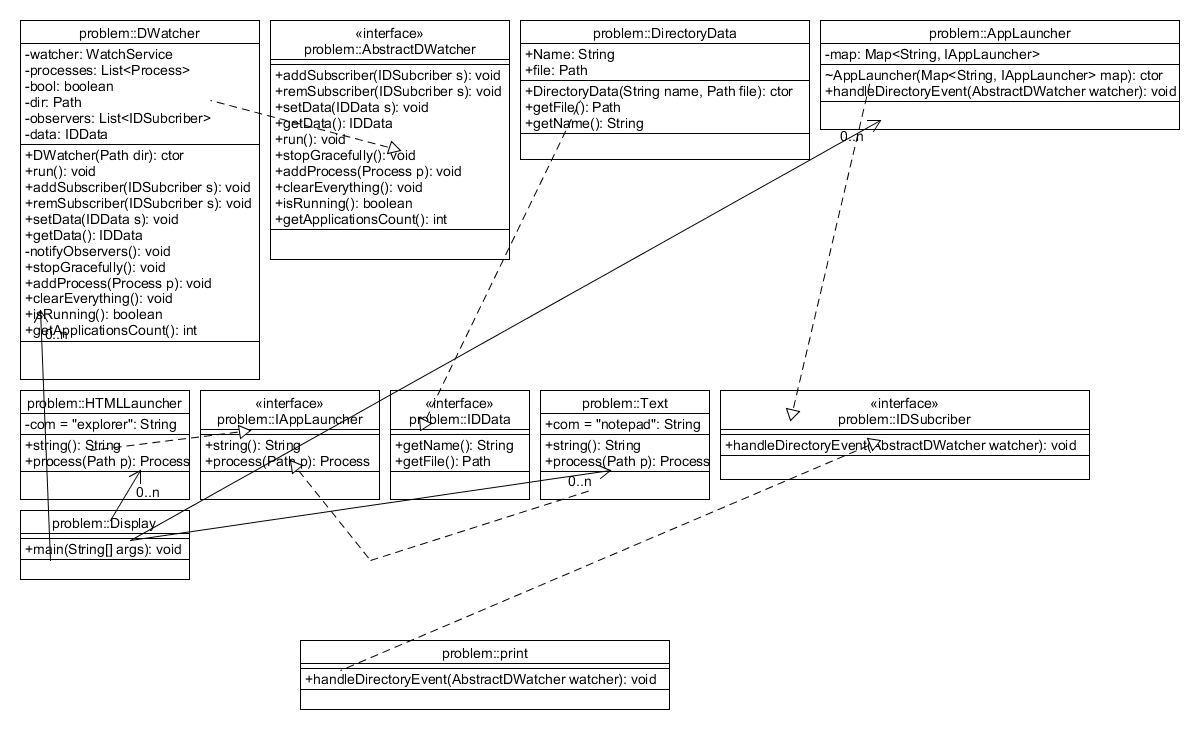 problem::DWatcher
-watcher: WatchService
-processes: List<Process>
-bool: boolean
-dir: Path
-observers: List<IDSubcriber>
-data: IDData
+DWatcher(Path dir): ctor
+run(): void
+addSubscriber(IDSubcriber s): void
+remSubscriber(IDSubcriber s): void
+setData(IDData s): void
+getData(): IDData
-notifyObservers(): void
+stopGracefully(): void
+addProcess(Process p): void
+clearEverything(): void
+isRunning(): boolean
+getApplicationsCount(): int
0..n
«interface»
problem::AbstractDWatcher
+addSubscriber(IDSubcriber s): void
+remSubscriber(IDSubcriber s): void
+setData(IDData s): void
+getData(): IDData
+run(): void
+stopGracefully(): void
+addProcess(Process p): void
+clearEverything(): void
+isRunning(): boolean
+getApplicationsCount(): int
problem::DirectoryData
+Name: String
+file: Path
+DirectoryData(String name, Path file): ctor
+getFile(): Path
+getName(): String
problem::AppLauncher
-map: Map<String, IAppLauncher>
~AppLauncher(Map<String, IAppLauncher> map): ctor
+handleDirectoryEvent(AbstractDWatcher watcher): void
0..n
problem::HTMLLauncher
-com = "explorer": String
+string(): String
+process(Path p): Process
0..n
«interface»
problem::IAppLauncher
+string(): String
+process(Path p): Process
«interface»
problem::IDData
+getName(): String
+getFile(): Path
problem::Text
+com = "notepad": String
+string(): String
+process(Path p): Process
0..n
«interface»
problem::IDSubcriber
+handleDirectoryEvent(AbstractDWatcher watcher): void
problem::Display
+main(String[] args): void
problem::print
+handleDirectoryEvent(AbstractDWatcher watcher): void